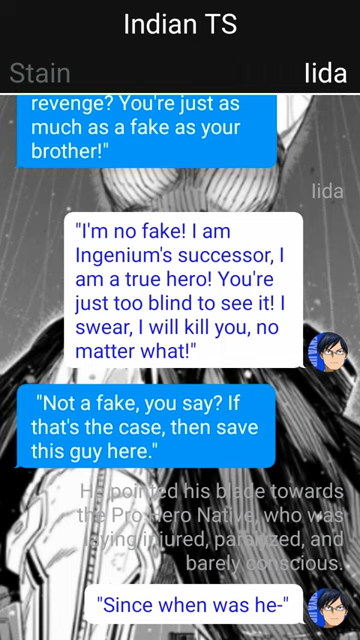 Indian TS
Stain
Iida
revenge? You're just as
much as a fake as your
brother!"
Iida
"I'm no fake! I am
Ingenium's successor, I
am a true hero! You're
just too blind to see it! I
swear, I will kill you, no
matter what!"
"Not a fake, you say? If
that's the case, then save
this guy here."
He pointed his blade towards
the Pro Hero Native, who was
lying injured, paralyzed, and
barely conscious.
"Since when was he-"